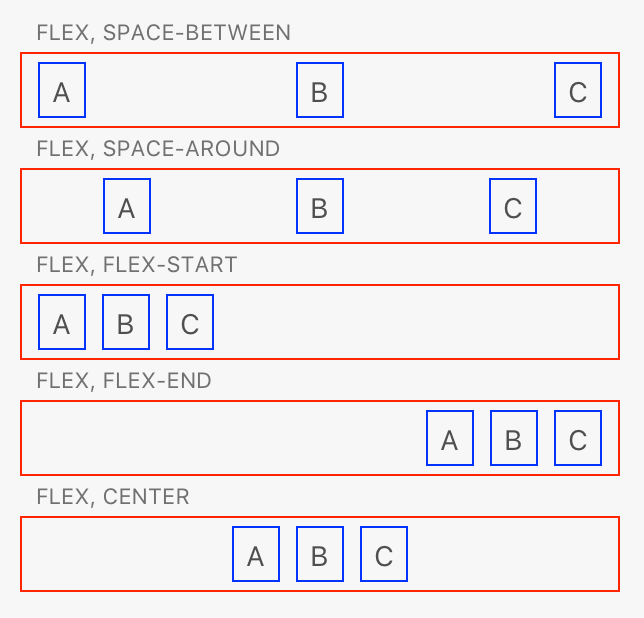 FLEX, SPACE-BETWEEN
A B C
FLEX, SPACE-AROUND
A B C
FLEX, FLEX-START
A B C
FLEX, FLEX-END
A B C
FLEX, CENTER
A B C